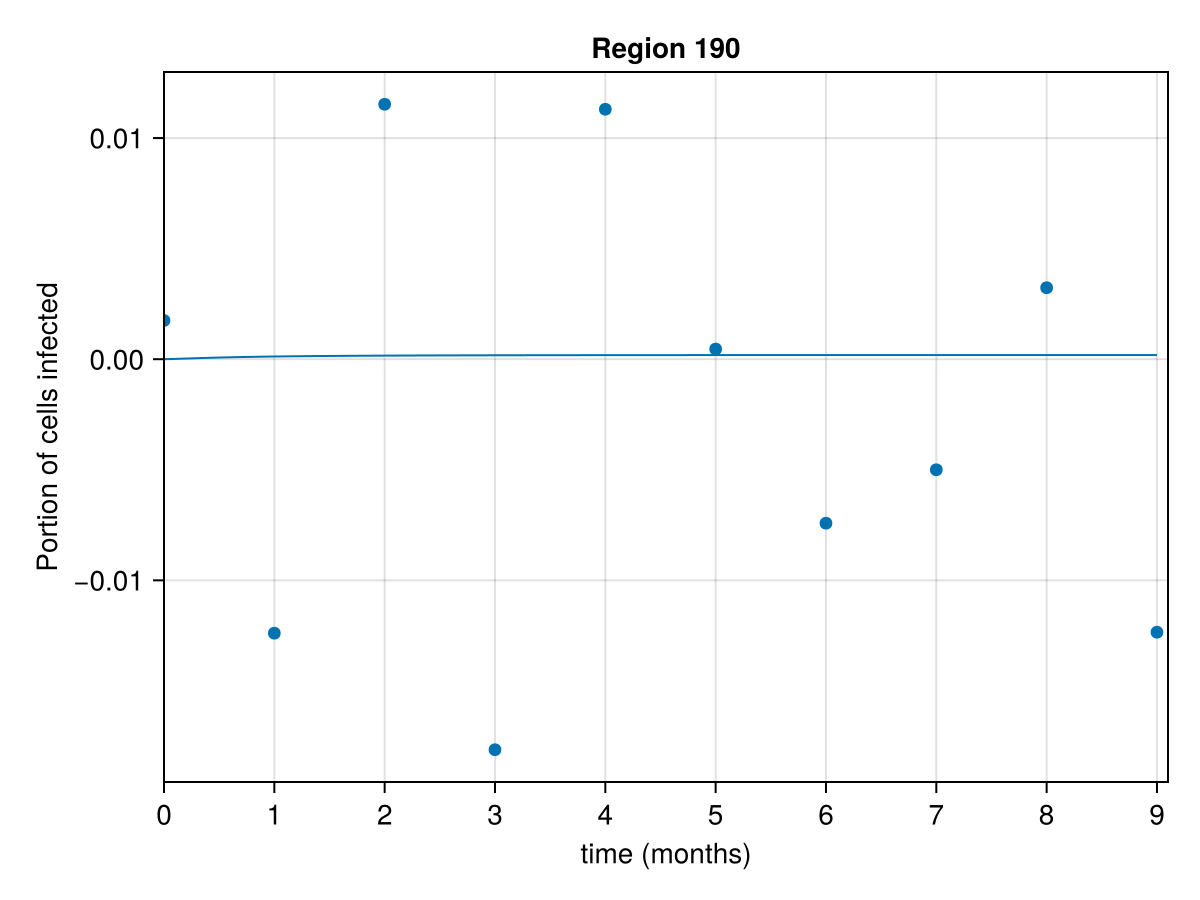 Region 190
Portion of cells infected
0.01
0.00
−0.01
0 1 2 3 4 5 6 7 8 9
time (months)